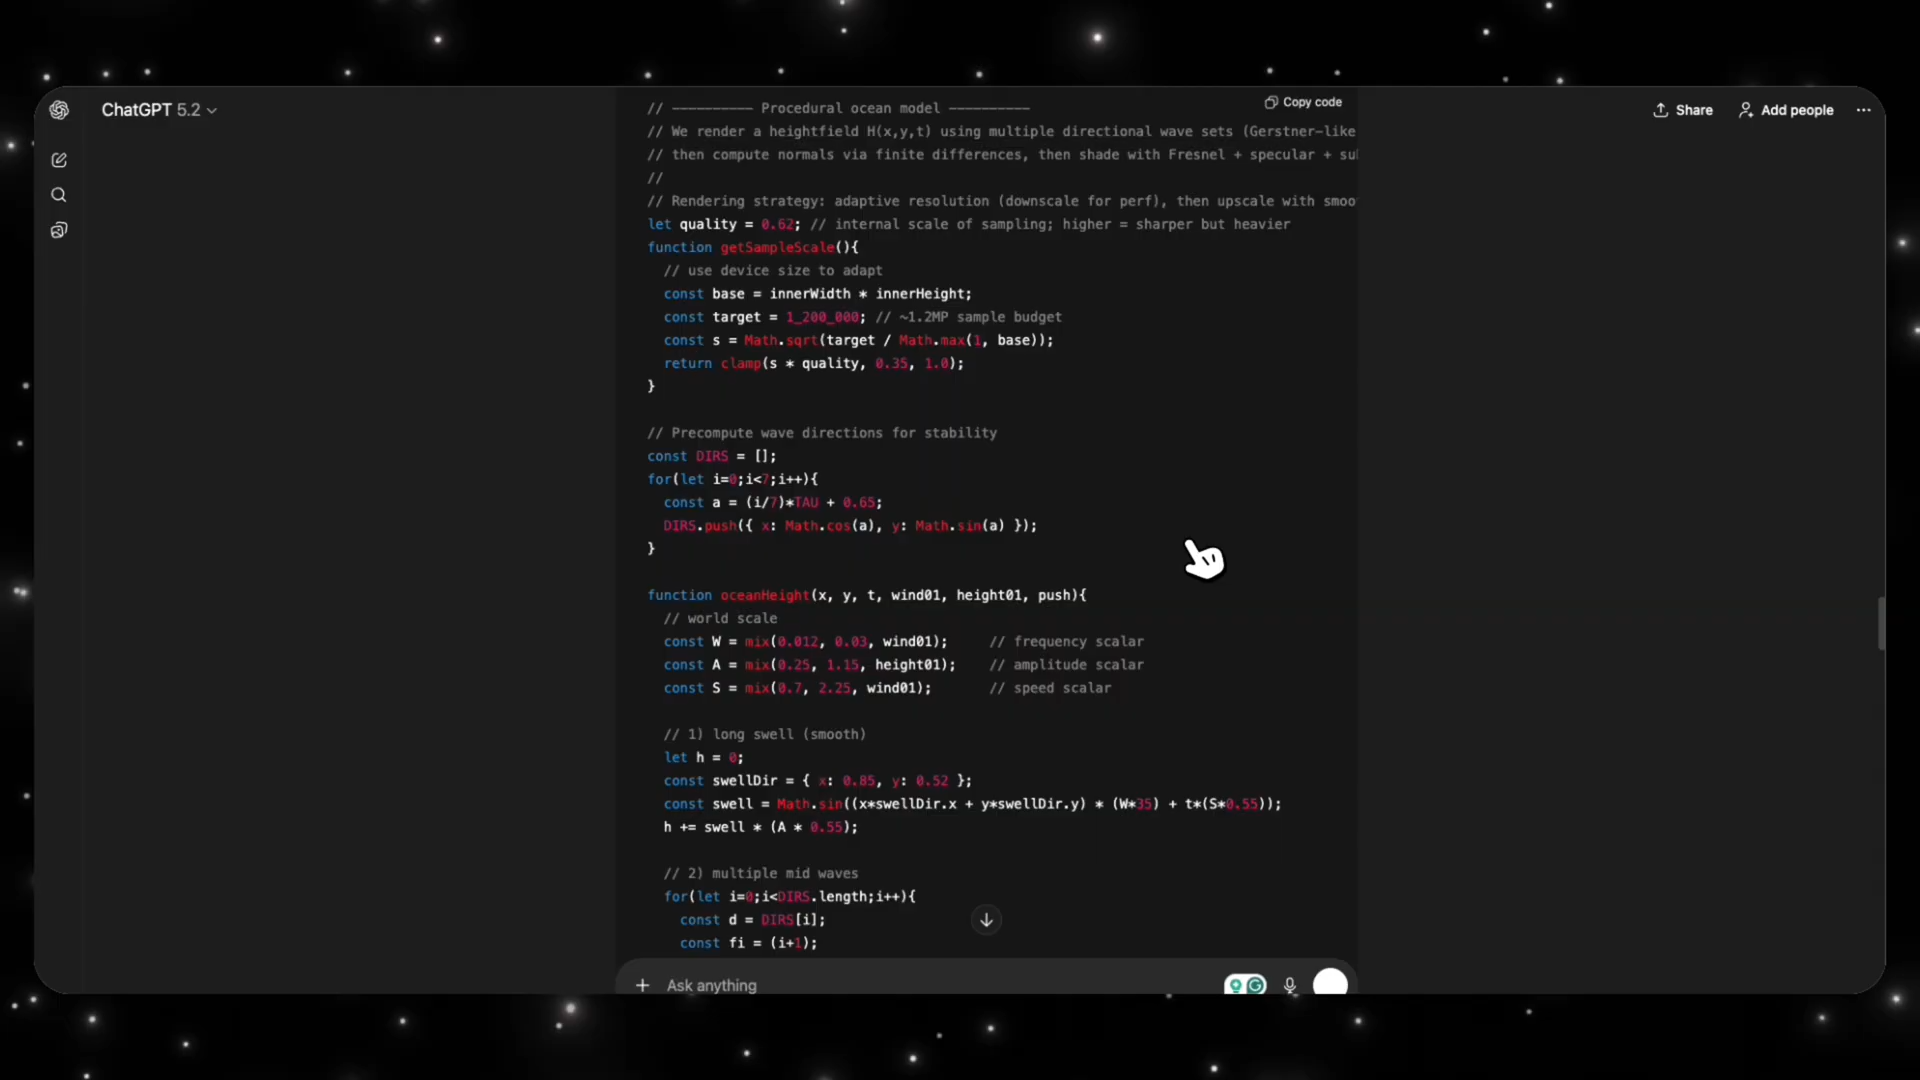 ChatGPT 5.2
Share
Add people
Copy code
// ────────── Procedural ocean model ──────────
// We render a heightfield H(x,y,t) using multiple directional wave sets (Gerstner-like
// then compute normals via finite differences, then shade with Fresnel + specular +
//
// Rendering strategy: adaptive resolution (downscale for perf), then upscale with
let quality = 0.62; // internal scale of sampling; higher = sharper but heavier
function getSampleScale(){
  // use device size to adapt
  const base = innerWidth * innerHeight;
  const target = 1_200_000; // ~1.2MP sample budget
  const s = Math.sqrt(target / Math.max(1, base));
  return clamp(s * quality, 0.35, 1.0);
}
// Precompute wave directions for stability
const DIRS = [];
for(let i=0;i<7;i++){
  const a = (i/7)*TAU + 0.65;
  DIRS.push({ x: Math.cos(a), y: Math.sin(a) });
}
function oceanHeight(x, y, t, wind01, height01, push){
  // world scale
  const W = mix(0.012, 0.03, wind01);     // frequency scalar
  const A = mix(0.25, 1.15, height01);    // amplitude scalar
  const S = mix(0.7, 2.25, wind01);       // speed scalar
  // 1) long swell (smooth)
  let h = 0;
  const swellDir = { x: 0.85, y: 0.52 };
  const swell = Math.sin((x*swellDir.x + y*swellDir.y) * (W*35) + t*(S*0.55));
  h += swell * (A * 0.55);
  // 2) multiple mid waves
  for(let i=0;i<DIRS.length;i++){
    const d = DIRS[i];
    const fi = (i+1);
Ask anything